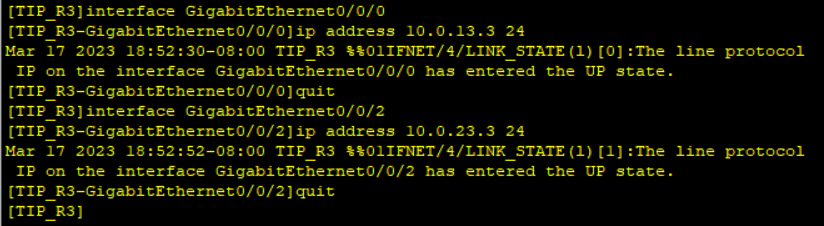 [TIP_R3]interface GigabitEthernet0/0/0
[TIP_R3-GigabitEthernet0/0/0]ip address 10.0.13.3 24
Mar 17 2023 18:52:30-08:00 TIP_R3 %%01IFNET/4/LINK_STATE(l)[0]:The line protocol
 IP on the interface GigabitEthernet0/0/0 has entered the UP state.
[TIP_R3-GigabitEthernet0/0/0]quit
[TIP_R3]interface GigabitEthernet0/0/2
[TIP_R3-GigabitEthernet0/0/2]ip address 10.0.23.3 24
Mar 17 2023 18:52:52-08:00 TIP_R3 %%01IFNET/4/LINK_STATE(l)[1]:The line protocol
 IP on the interface GigabitEthernet0/0/2 has entered the UP state.
[TIP_R3-GigabitEthernet0/0/2]quit
[TIP_R3]